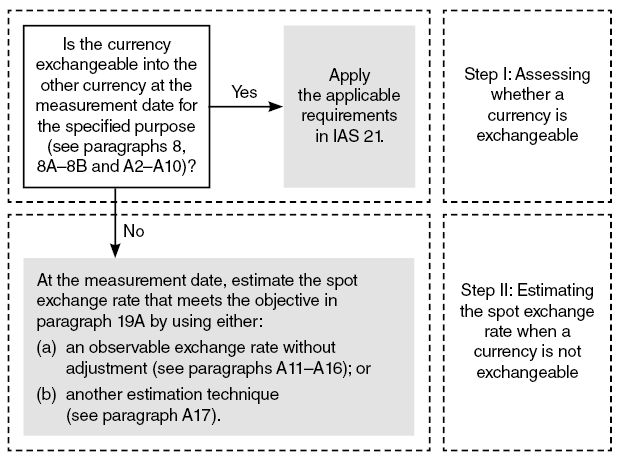 Is the currency
exchangeable into the
other currency at the
measurement date for
the specified purpose
(see paragraphs 8,
8A–8B and A2–A10)?
Yes
Apply
the applicable
requirements
in IAS 21.
Step I: Assessing
whether a
currency is
exchangeable
No
At the measurement date, estimate the spot
exchange rate that meets the objective in
paragraph 19A by using either:
(a) an observable exchange rate without
adjustment (see paragraphs A11–A16); or
(b) another estimation technique
(see paragraph A17).
Step II: Estimating
the spot exchange
rate when a
currency is not
exchangeable